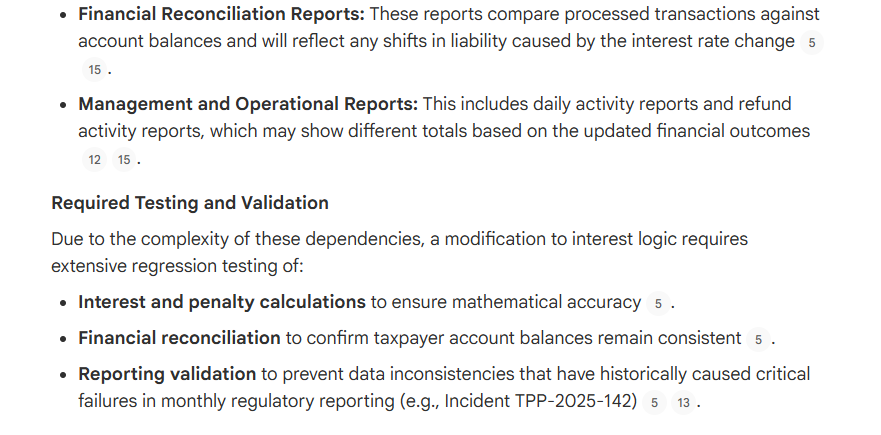 • Financial Reconciliation Reports: These reports compare processed transactions against
account balances and will reflect any shifts in liability caused by the interest rate change 5
15 .
• Management and Operational Reports: This includes daily activity reports and refund
activity reports, which may show different totals based on the updated financial outcomes
12 15 .
Required Testing and Validation
Due to the complexity of these dependencies, a modification to interest logic requires
extensive regression testing of:
• Interest and penalty calculations to ensure mathematical accuracy 5 .
• Financial reconciliation to confirm taxpayer account balances remain consistent 5 .
• Reporting validation to prevent data inconsistencies that have historically caused critical
failures in monthly regulatory reporting (e.g., Incident TPP-2025-142) 5 13 .